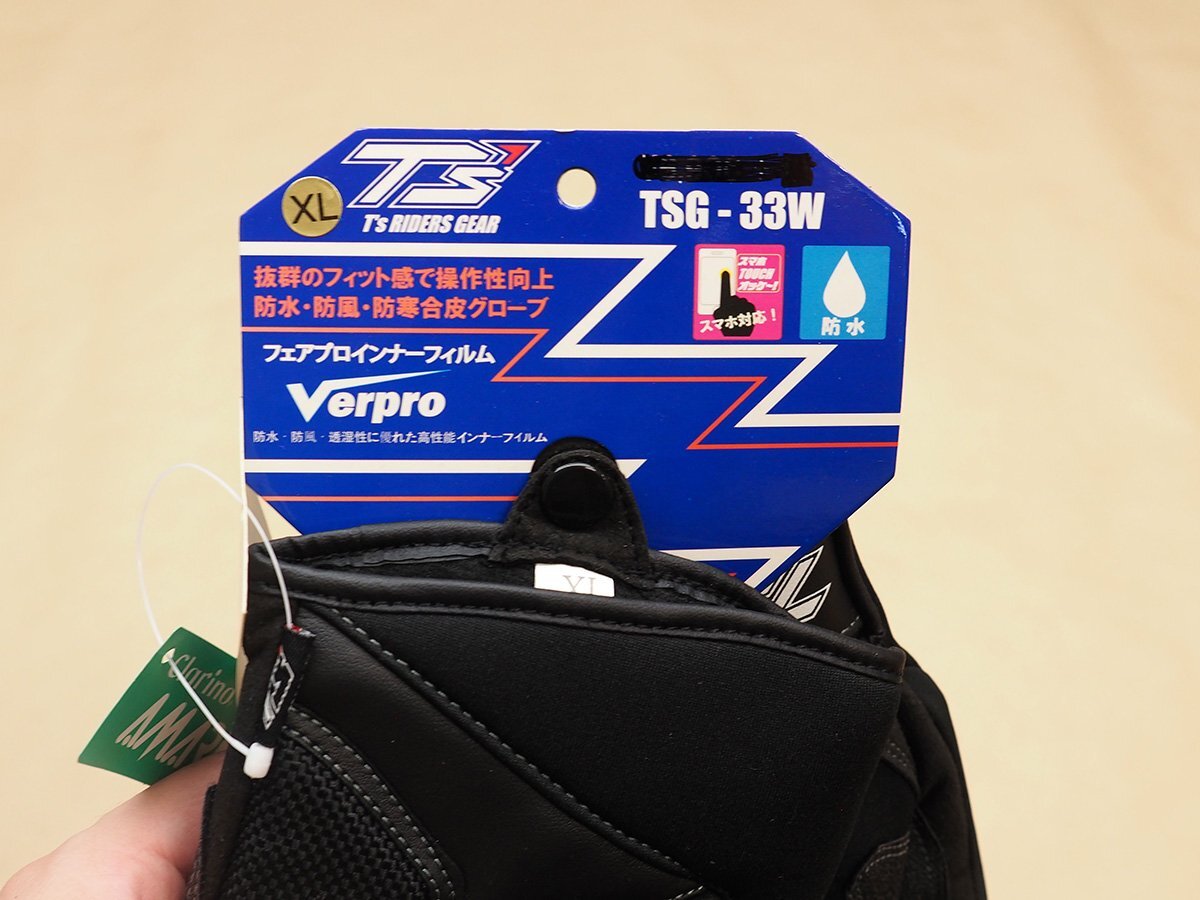 XL
T's
T's RIDERS GEAR
TSG - 33W
抜群のフィット感で操作性向上
防水・防風・防寒合皮グローブ
スマホ
TOUCH
オッケー!
スマホ対応!
防水
フェアプロインナーフィルム
Verpro
防水・防風・透湿性に優れた高性能インナーフィルム
XL
Clarino